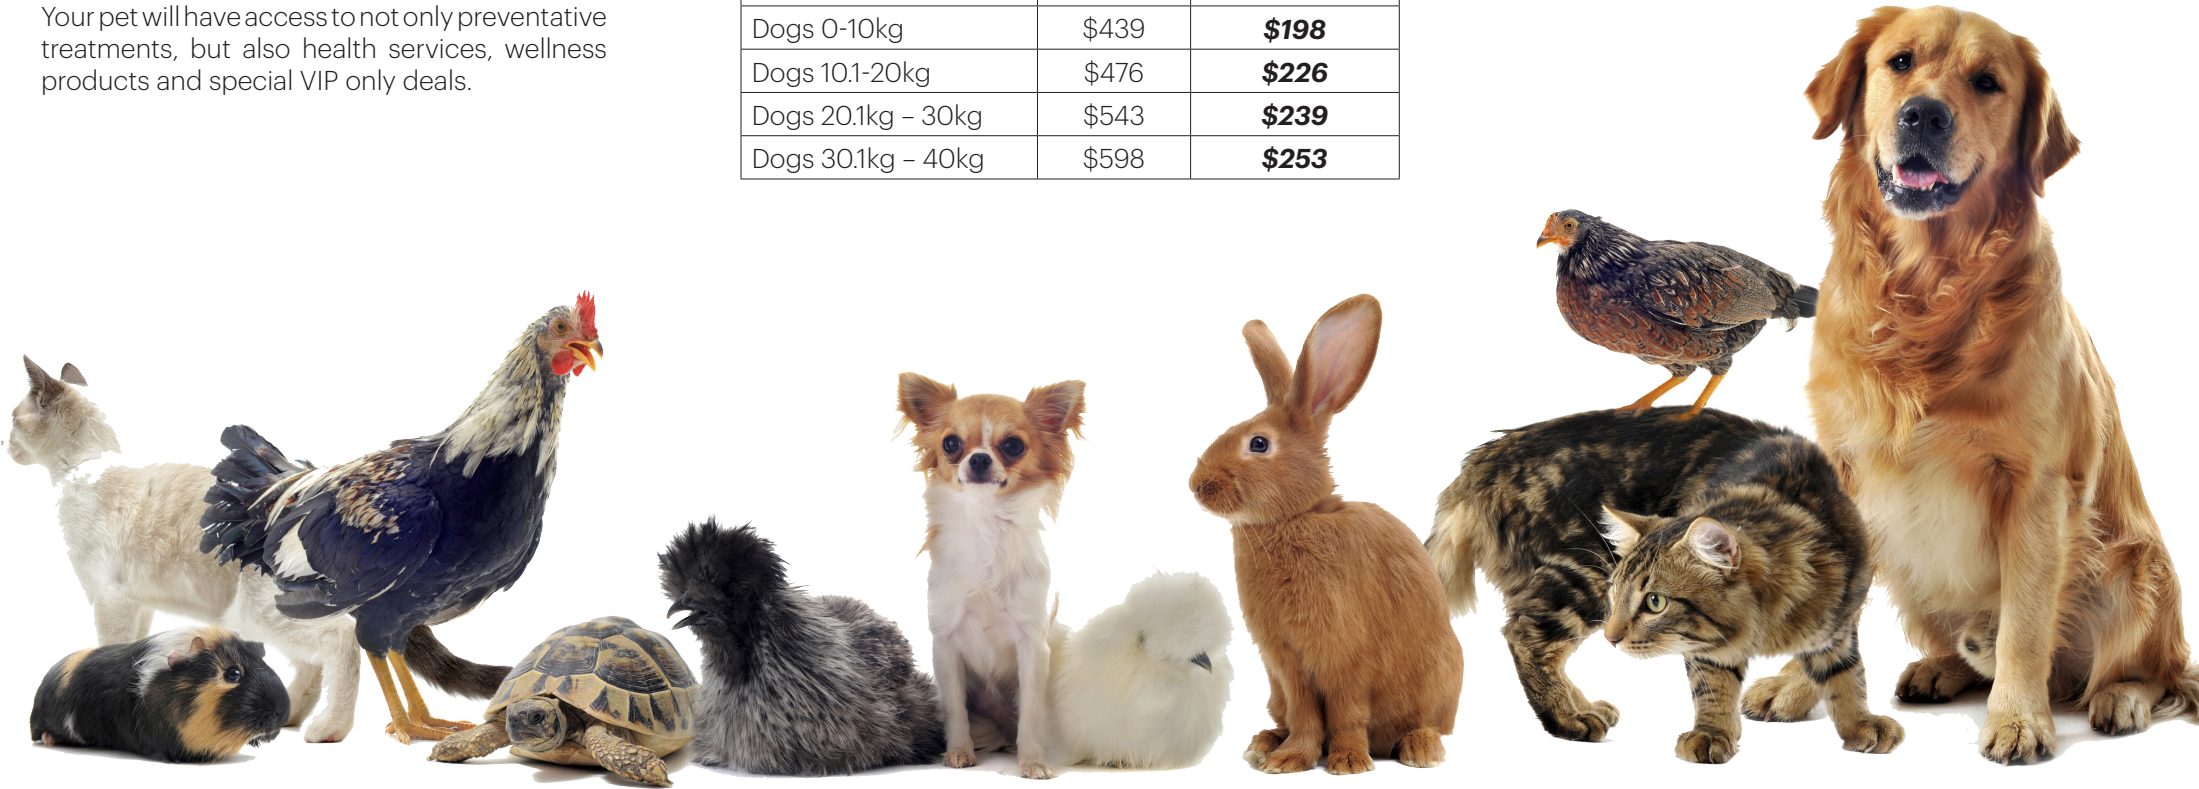 Your pet will have access to not only preventative
treatments, but also health services, wellness
products and special VIP only deals.
Dogs 0-10kg $439 $198
Dogs 10.1-20kg $476 $226
Dogs 20.1kg – 30kg $543 $239
Dogs 30.1kg – 40kg $598 $253